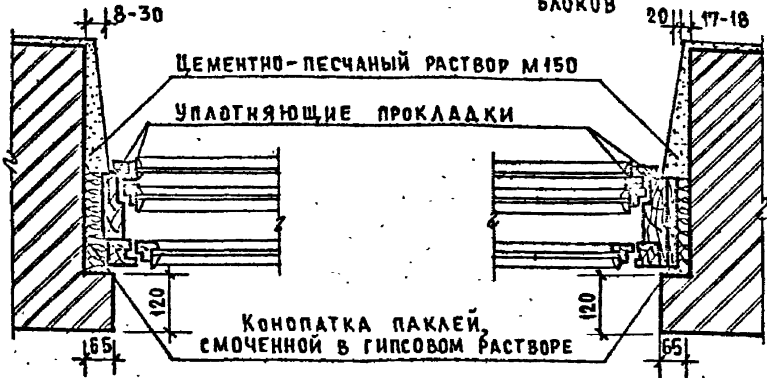 БЛОКОВ
8-30
20 17-18
ЦЕМЕНТНО-ПЕСЧАНЫЙ РАСТВОР М150
УПЛОТНЯЮЩИЕ ПРОКЛАДКИ
120
120
КОНОПАТКА ПАКЛЕЙ,
СМОЧЕННОЙ В ГИПСОВОМ РАСТВОРЕ
65
65